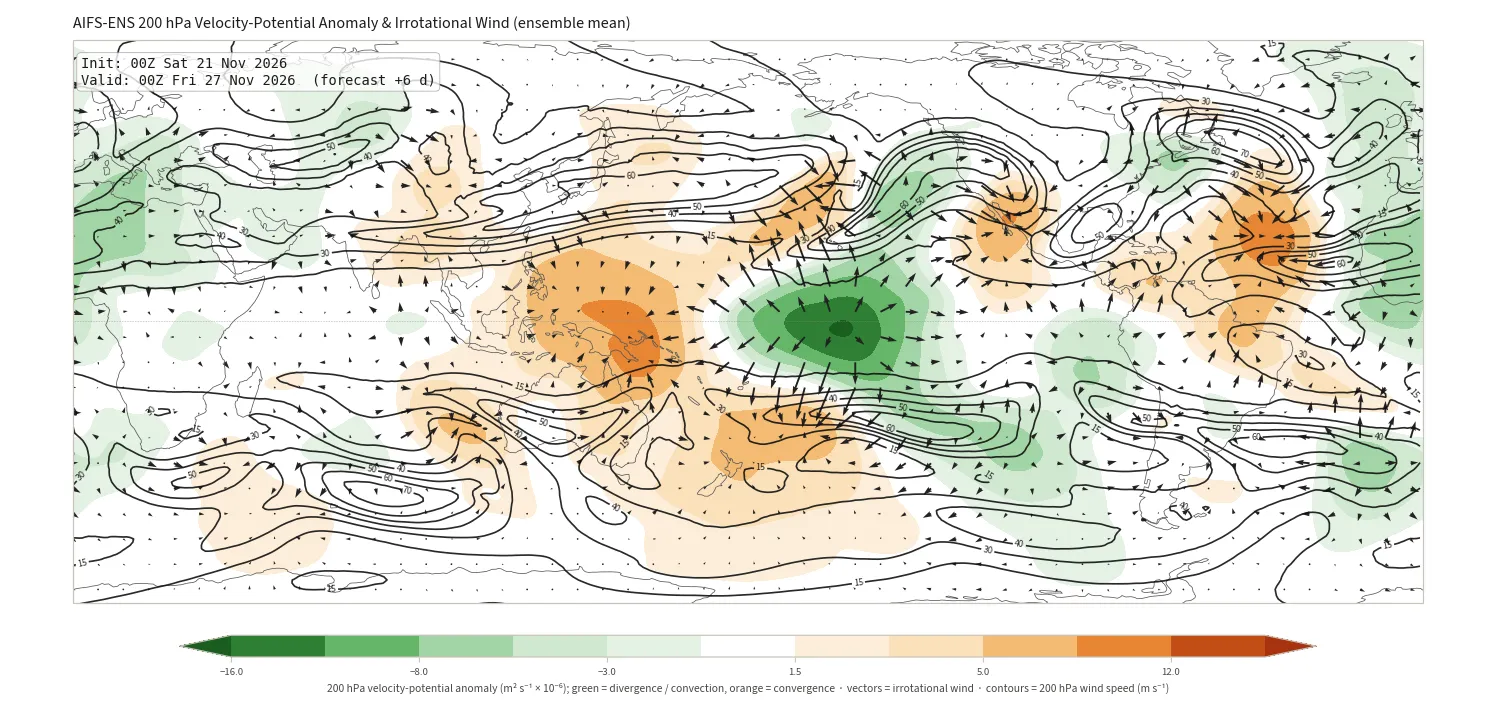 AIFS-ENS 200 hPa Velocity-Potential Anomaly & Irrotational Wind (ensemble mean)
Init: 00Z Sat 21 Nov 2026
Valid: 00Z Fri 27 Nov 2026 (forecast +6 d)
−16.0 −8.0 −3.0 1.5 5.0 12.0
200 hPa velocity-potential anomaly (m² s⁻¹ × 10⁻⁶); green = divergence / convection, orange = convergence · vectors = irrotational wind · contours = 200 hPa wind speed (m s⁻¹)